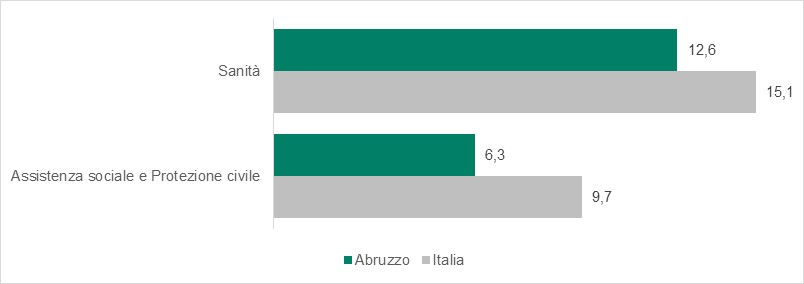 Sanità
12,6
15,1
Assistenza sociale e Protezione civile
6,3
9,7
Abruzzo Italia